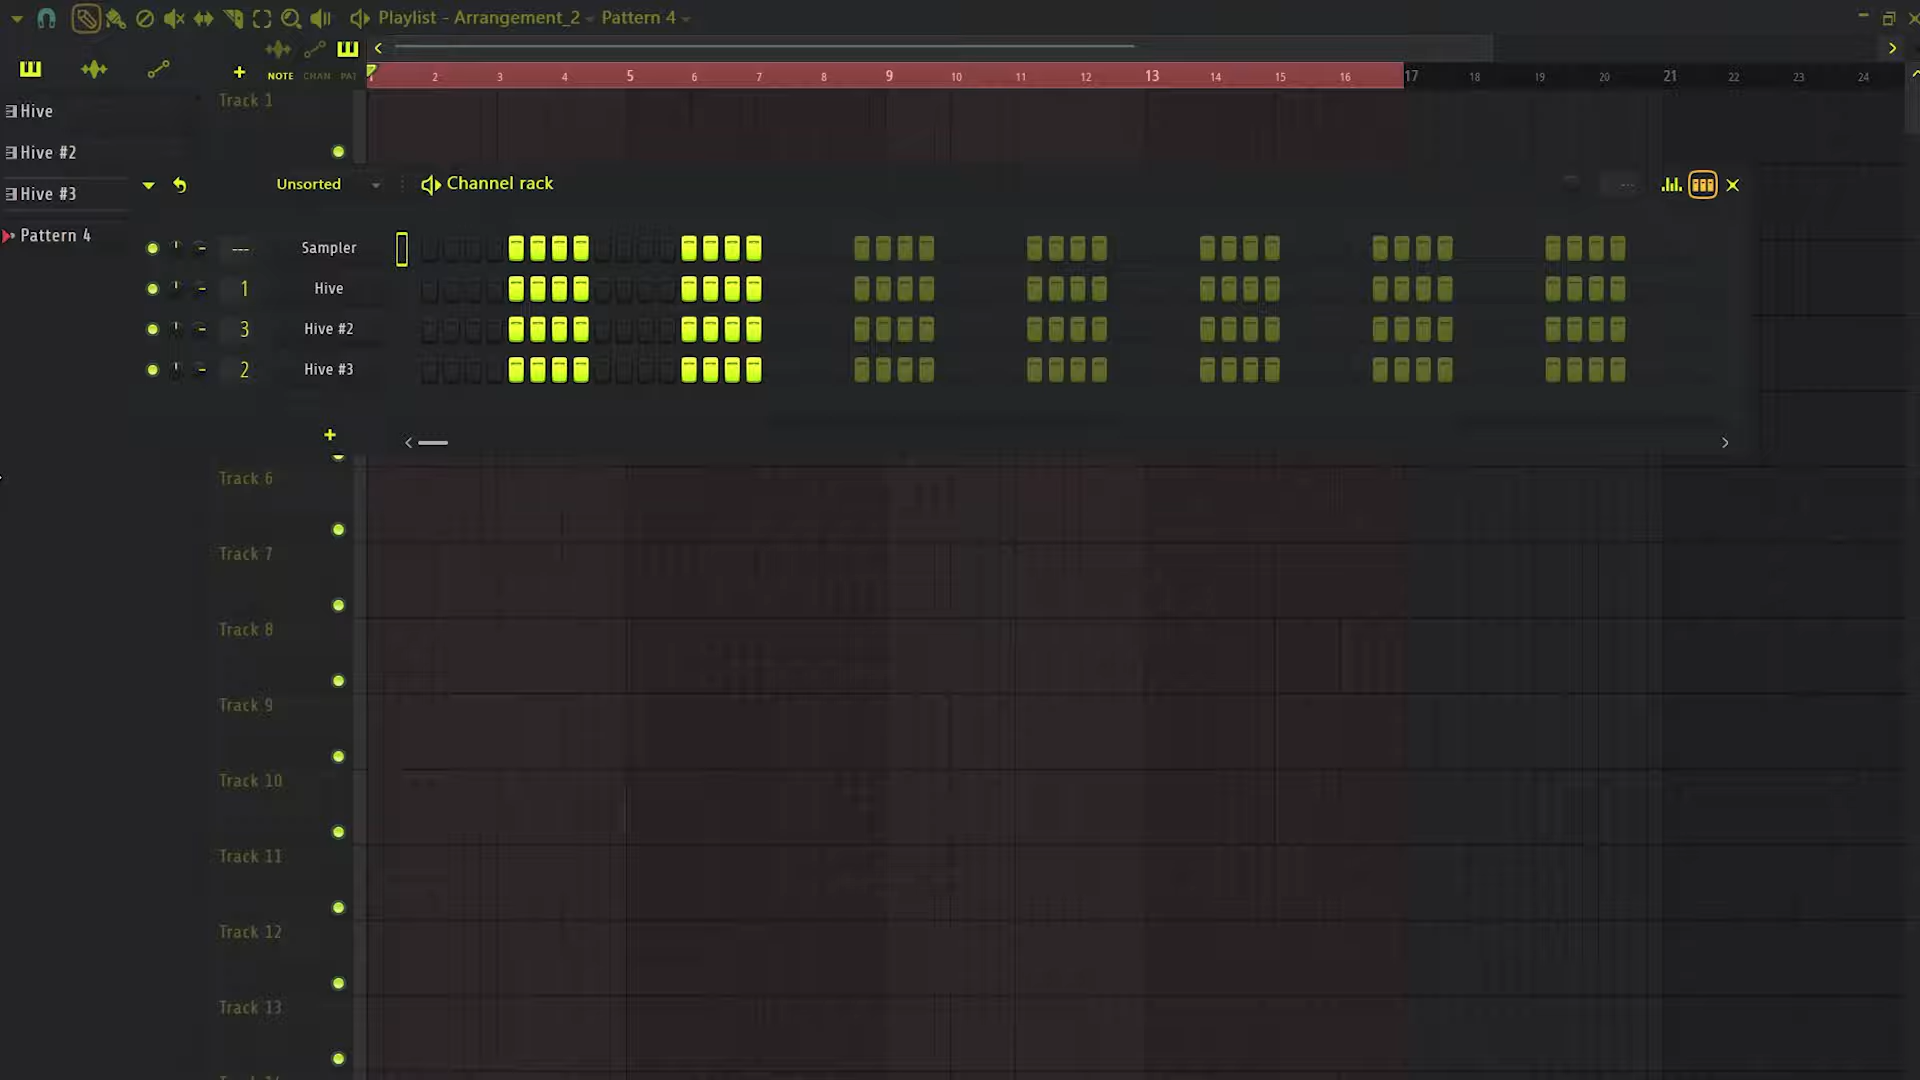 Playlist - Arrangement_2 - Pattern 4
NOTE CHAN PAT
2 3 4 5 6 7 8 9 10 11 12 13 14 15 16 17 18 19 20 21 22 23 24
Hive
Hive #2
Hive #3
Pattern 4
Track 1
Unsorted
Channel rack
--- Sampler
1 Hive
3 Hive #2
2 Hive #3
Track 6
Track 7
Track 8
Track 9
Track 10
Track 11
Track 12
Track 13